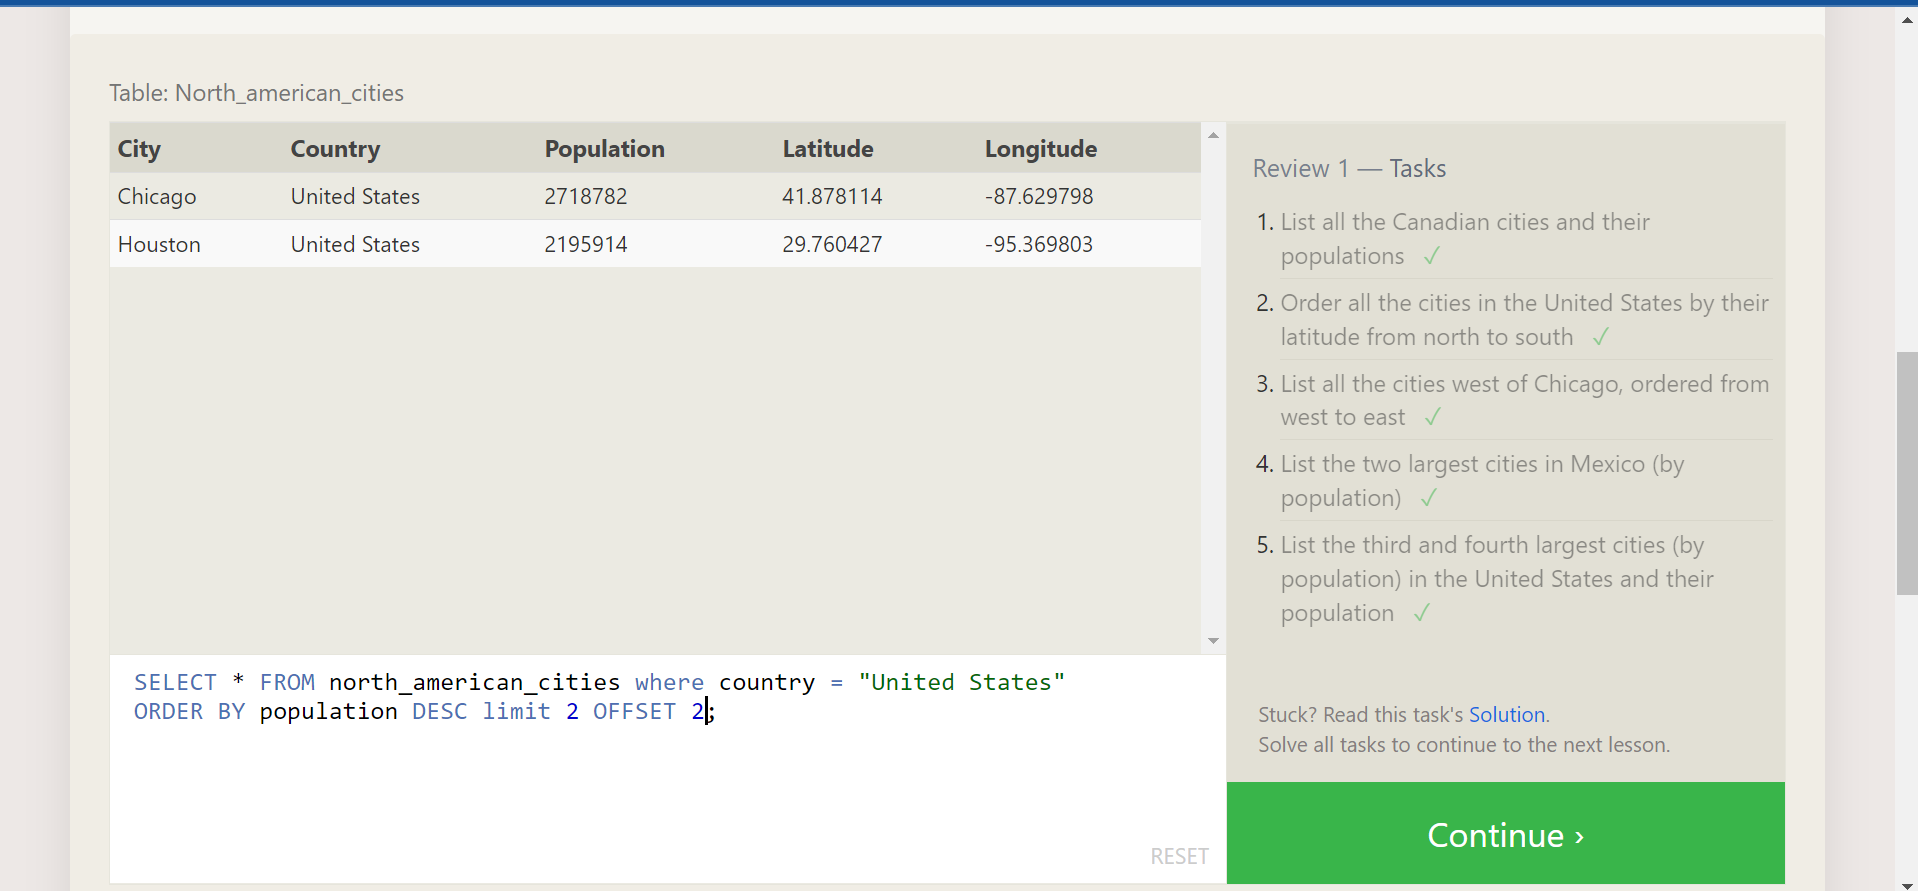 Table: North_american_cities
City Country Population Latitude Longitude
Chicago United States 2718782 41.878114 -87.629798
Houston United States 2195914 29.760427 -95.369803
SELECT * FROM north_american_cities where country = "United States"
ORDER BY population DESC limit 2 OFFSET 2;
RESET
Review 1 — Tasks
1. List all the Canadian cities and their
populations ✓
2. Order all the cities in the United States by their
latitude from north to south ✓
3. List all the cities west of Chicago, ordered from
west to east ✓
4. List the two largest cities in Mexico (by
population) ✓
5. List the third and fourth largest cities (by
population) in the United States and their
population ✓
Stuck? Read this task's Solution.
Solve all tasks to continue to the next lesson.
Continue ›